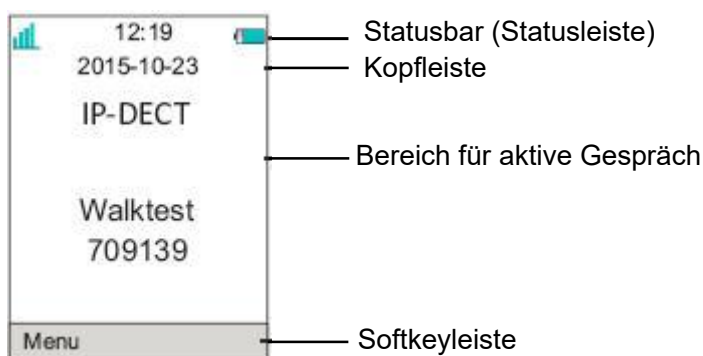 12:19
Statusbar (Statusleiste)
2015-10-23
Kopfleiste
IP-DECT
Bereich für aktive Gespräch
Walktest
709139
Menu
Softkeyleiste